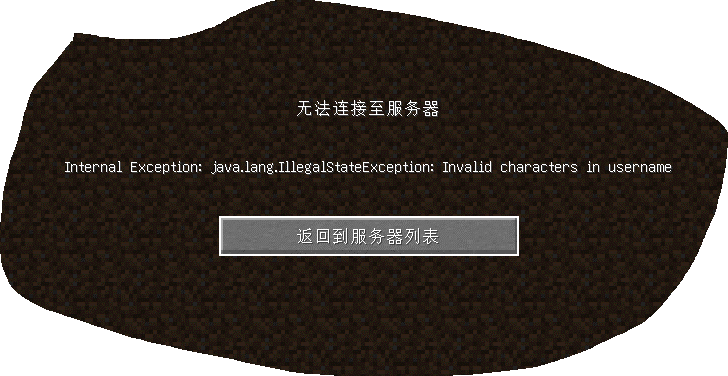 无法连接至服务器
Internal Exception: java.lang.IllegalStateException: Invalid characters in username
返回到服务器列表